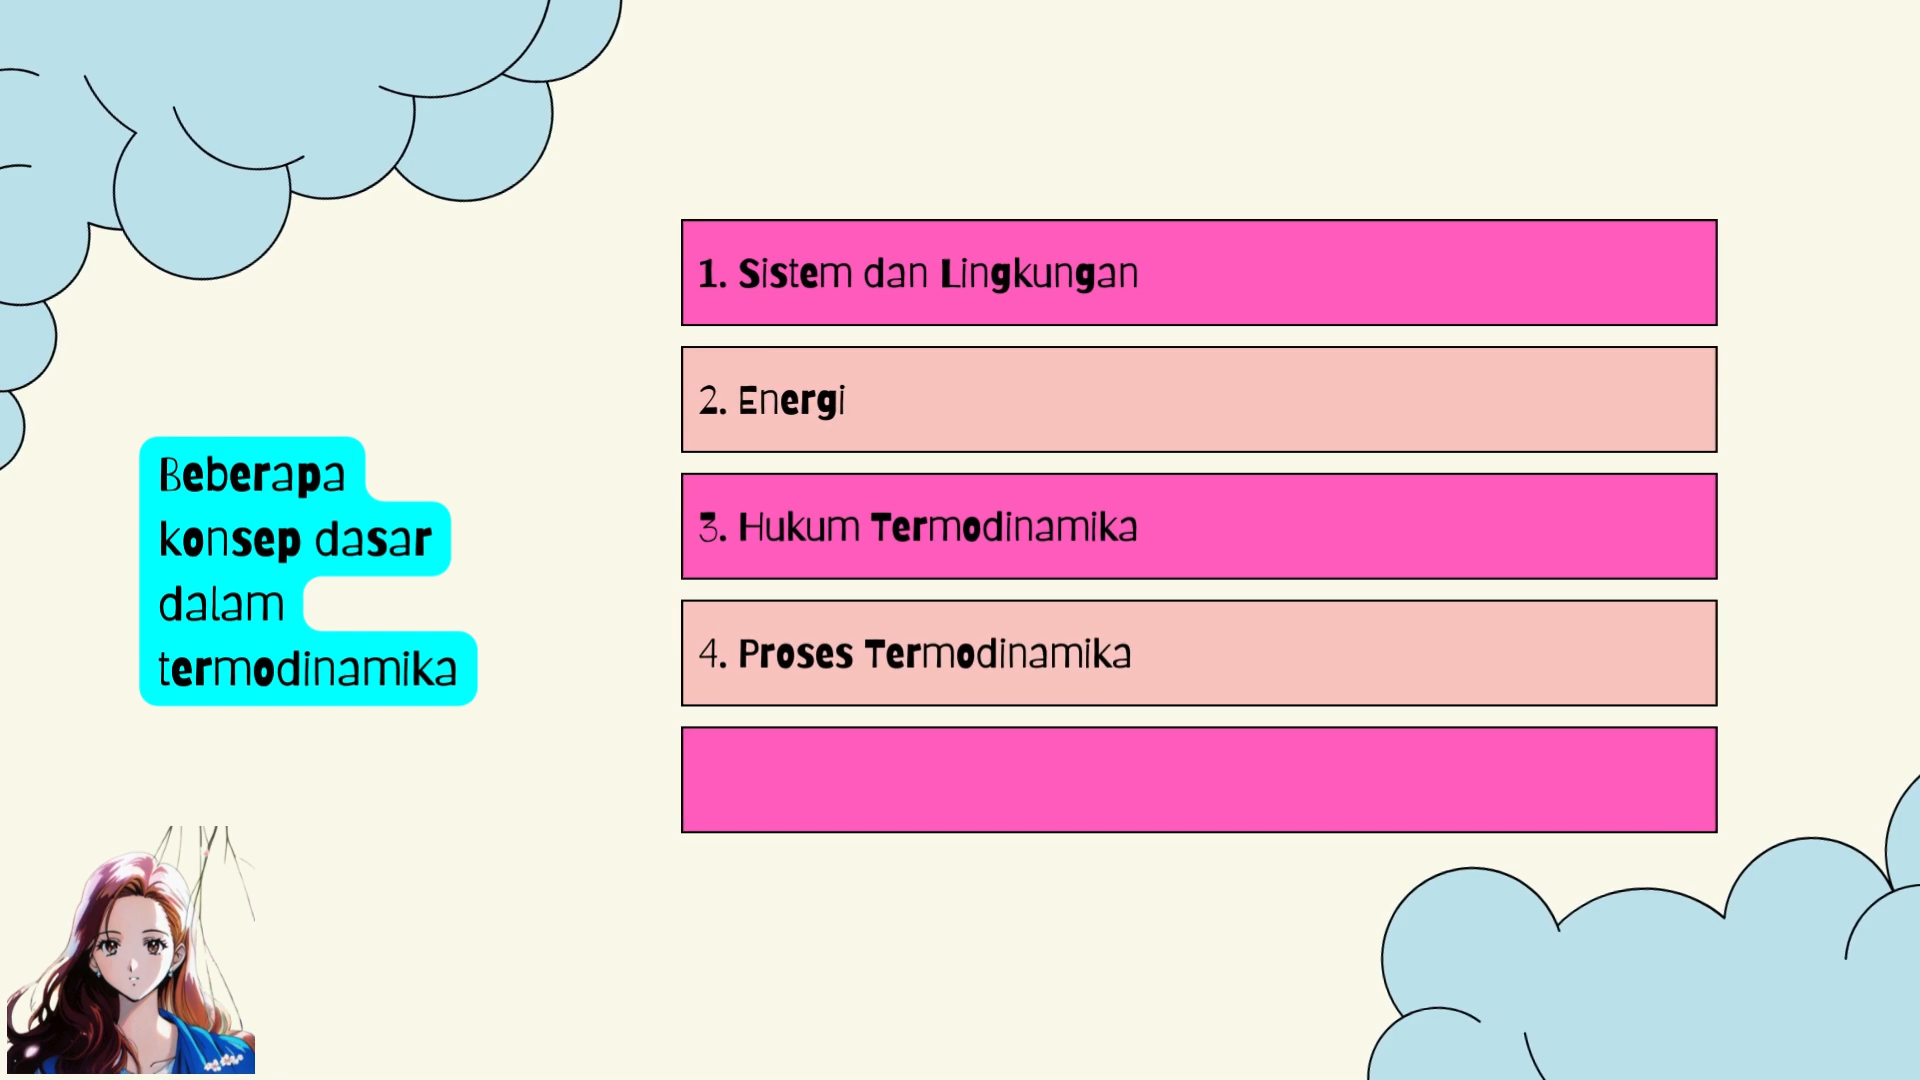 Beberapa
konsep dasar
dalam
termodinamika
1. Sistem dan Lingkungan
2. Energi
3. Hukum Termodinamika
4. Proses Termodinamika